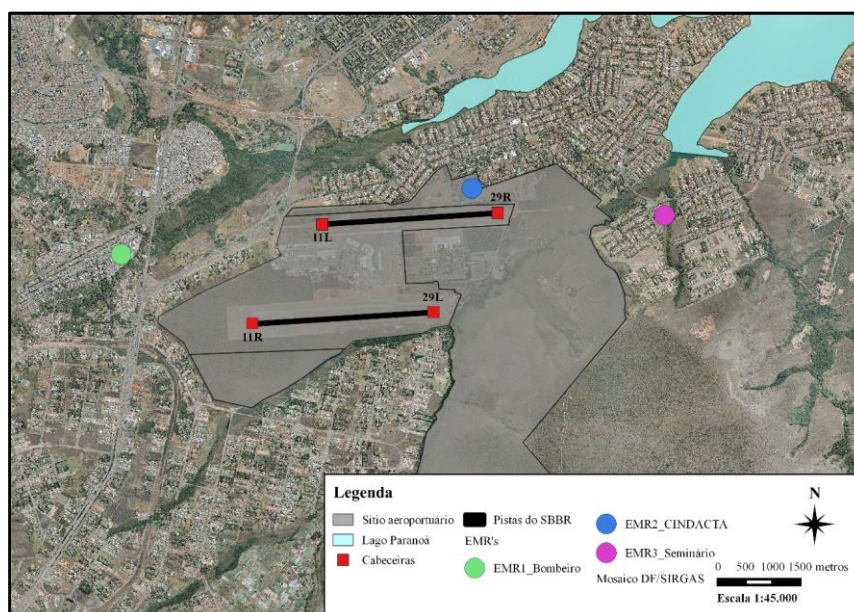 29R
11L
29L
11R
Legenda
Sítio aeroportuário
Lago Paranoá
Cabeceiras
Pistas do SBBR
EMR's
EMR1_Bombeiro
EMR2_CINDACTA
EMR3_Seminário
Mosaico DF/SIRGAS
N
0 500 1000 1500 metros
Escala 1:45.000